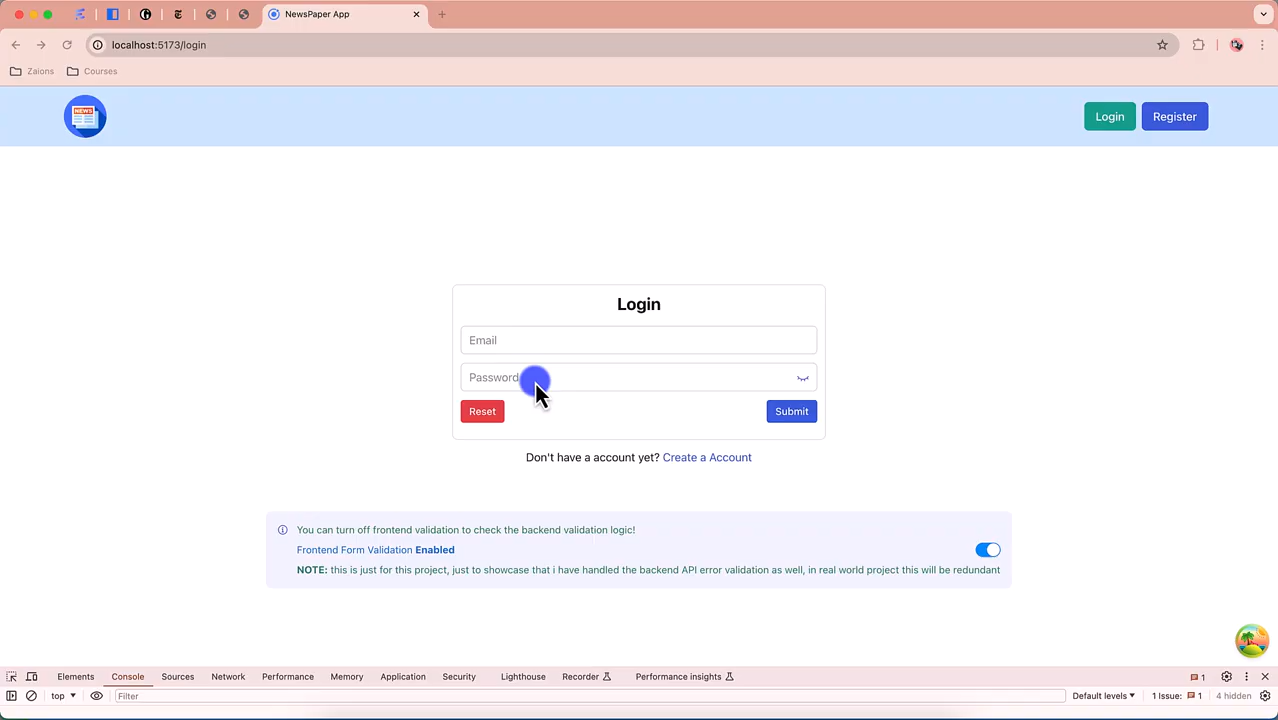 NewsPaper App
localhost:5173/login
Zaions
Courses
NEWS
Login
Register
Login
Email
Password
Reset
Submit
Don't have a account yet? Create a Account
You can turn off frontend validation to check the backend validation logic!
Frontend Form Validation Enabled
NOTE: this is just for this project, just to showcase that i have handled the backend API error validation as well, in real world project this will be redundant
Elements Console Sources Network Performance Memory Application Security Lighthouse Recorder Performance insights 1
top Filter Default levels 1 Issue: 1 4 hidden